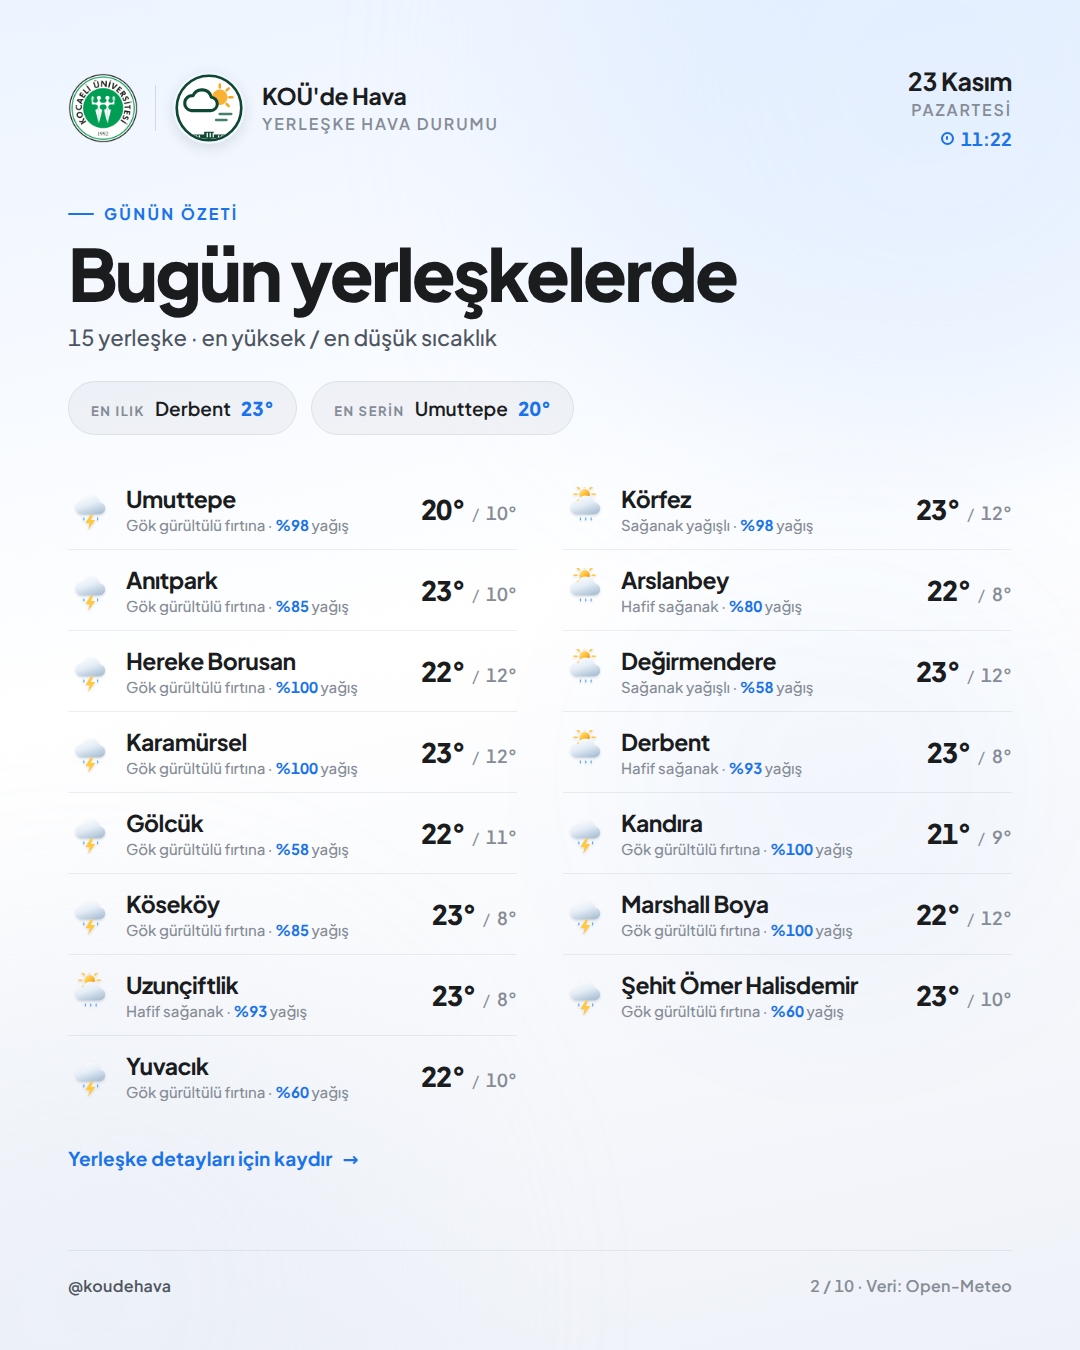 KOCAELİ ÜNİVERSİTESİ
1992
KOÜ'de Hava
YERLEŞKE HAVA DURUMU
23 Kasım
PAZARTESİ
11:22
GÜNÜN ÖZETİ
Bugün yerleşkelerde
15 yerleşke · en yüksek / en düşük sıcaklık
EN ILIK Derbent 23°
EN SERİN Umuttepe 20°
Umuttepe
Gök gürültülü fırtına · %98 yağış
20° / 10°
Anıtpark
Gök gürültülü fırtına · %85 yağış
23° / 10°
Hereke Borusan
Gök gürültülü fırtına · %100 yağış
22° / 12°
Karamürsel
Gök gürültülü fırtına · %100 yağış
23° / 12°
Gölcük
Gök gürültülü fırtına · %58 yağış
22° / 11°
Köseköy
Gök gürültülü fırtına · %85 yağış
23° / 8°
Uzunçiftlik
Hafif sağanak · %93 yağış
23° / 8°
Yuvacık
Gök gürültülü fırtına · %60 yağış
22° / 10°
Körfez
Sağanak yağışlı · %98 yağış
23° / 12°
Arslanbey
Hafif sağanak · %80 yağış
22° / 8°
Değirmendere
Sağanak yağışlı · %58 yağış
23° / 12°
Derbent
Hafif sağanak · %93 yağış
23° / 8°
Kandıra
Gök gürültülü fırtına · %100 yağış
21° / 9°
Marshall Boya
Gök gürültülü fırtına · %100 yağış
22° / 12°
Şehit Ömer Halisdemir
Gök gürültülü fırtına · %60 yağış
23° / 10°
Yerleşke detayları için kaydır →
@koudehava
2 / 10 · Veri: Open-Meteo